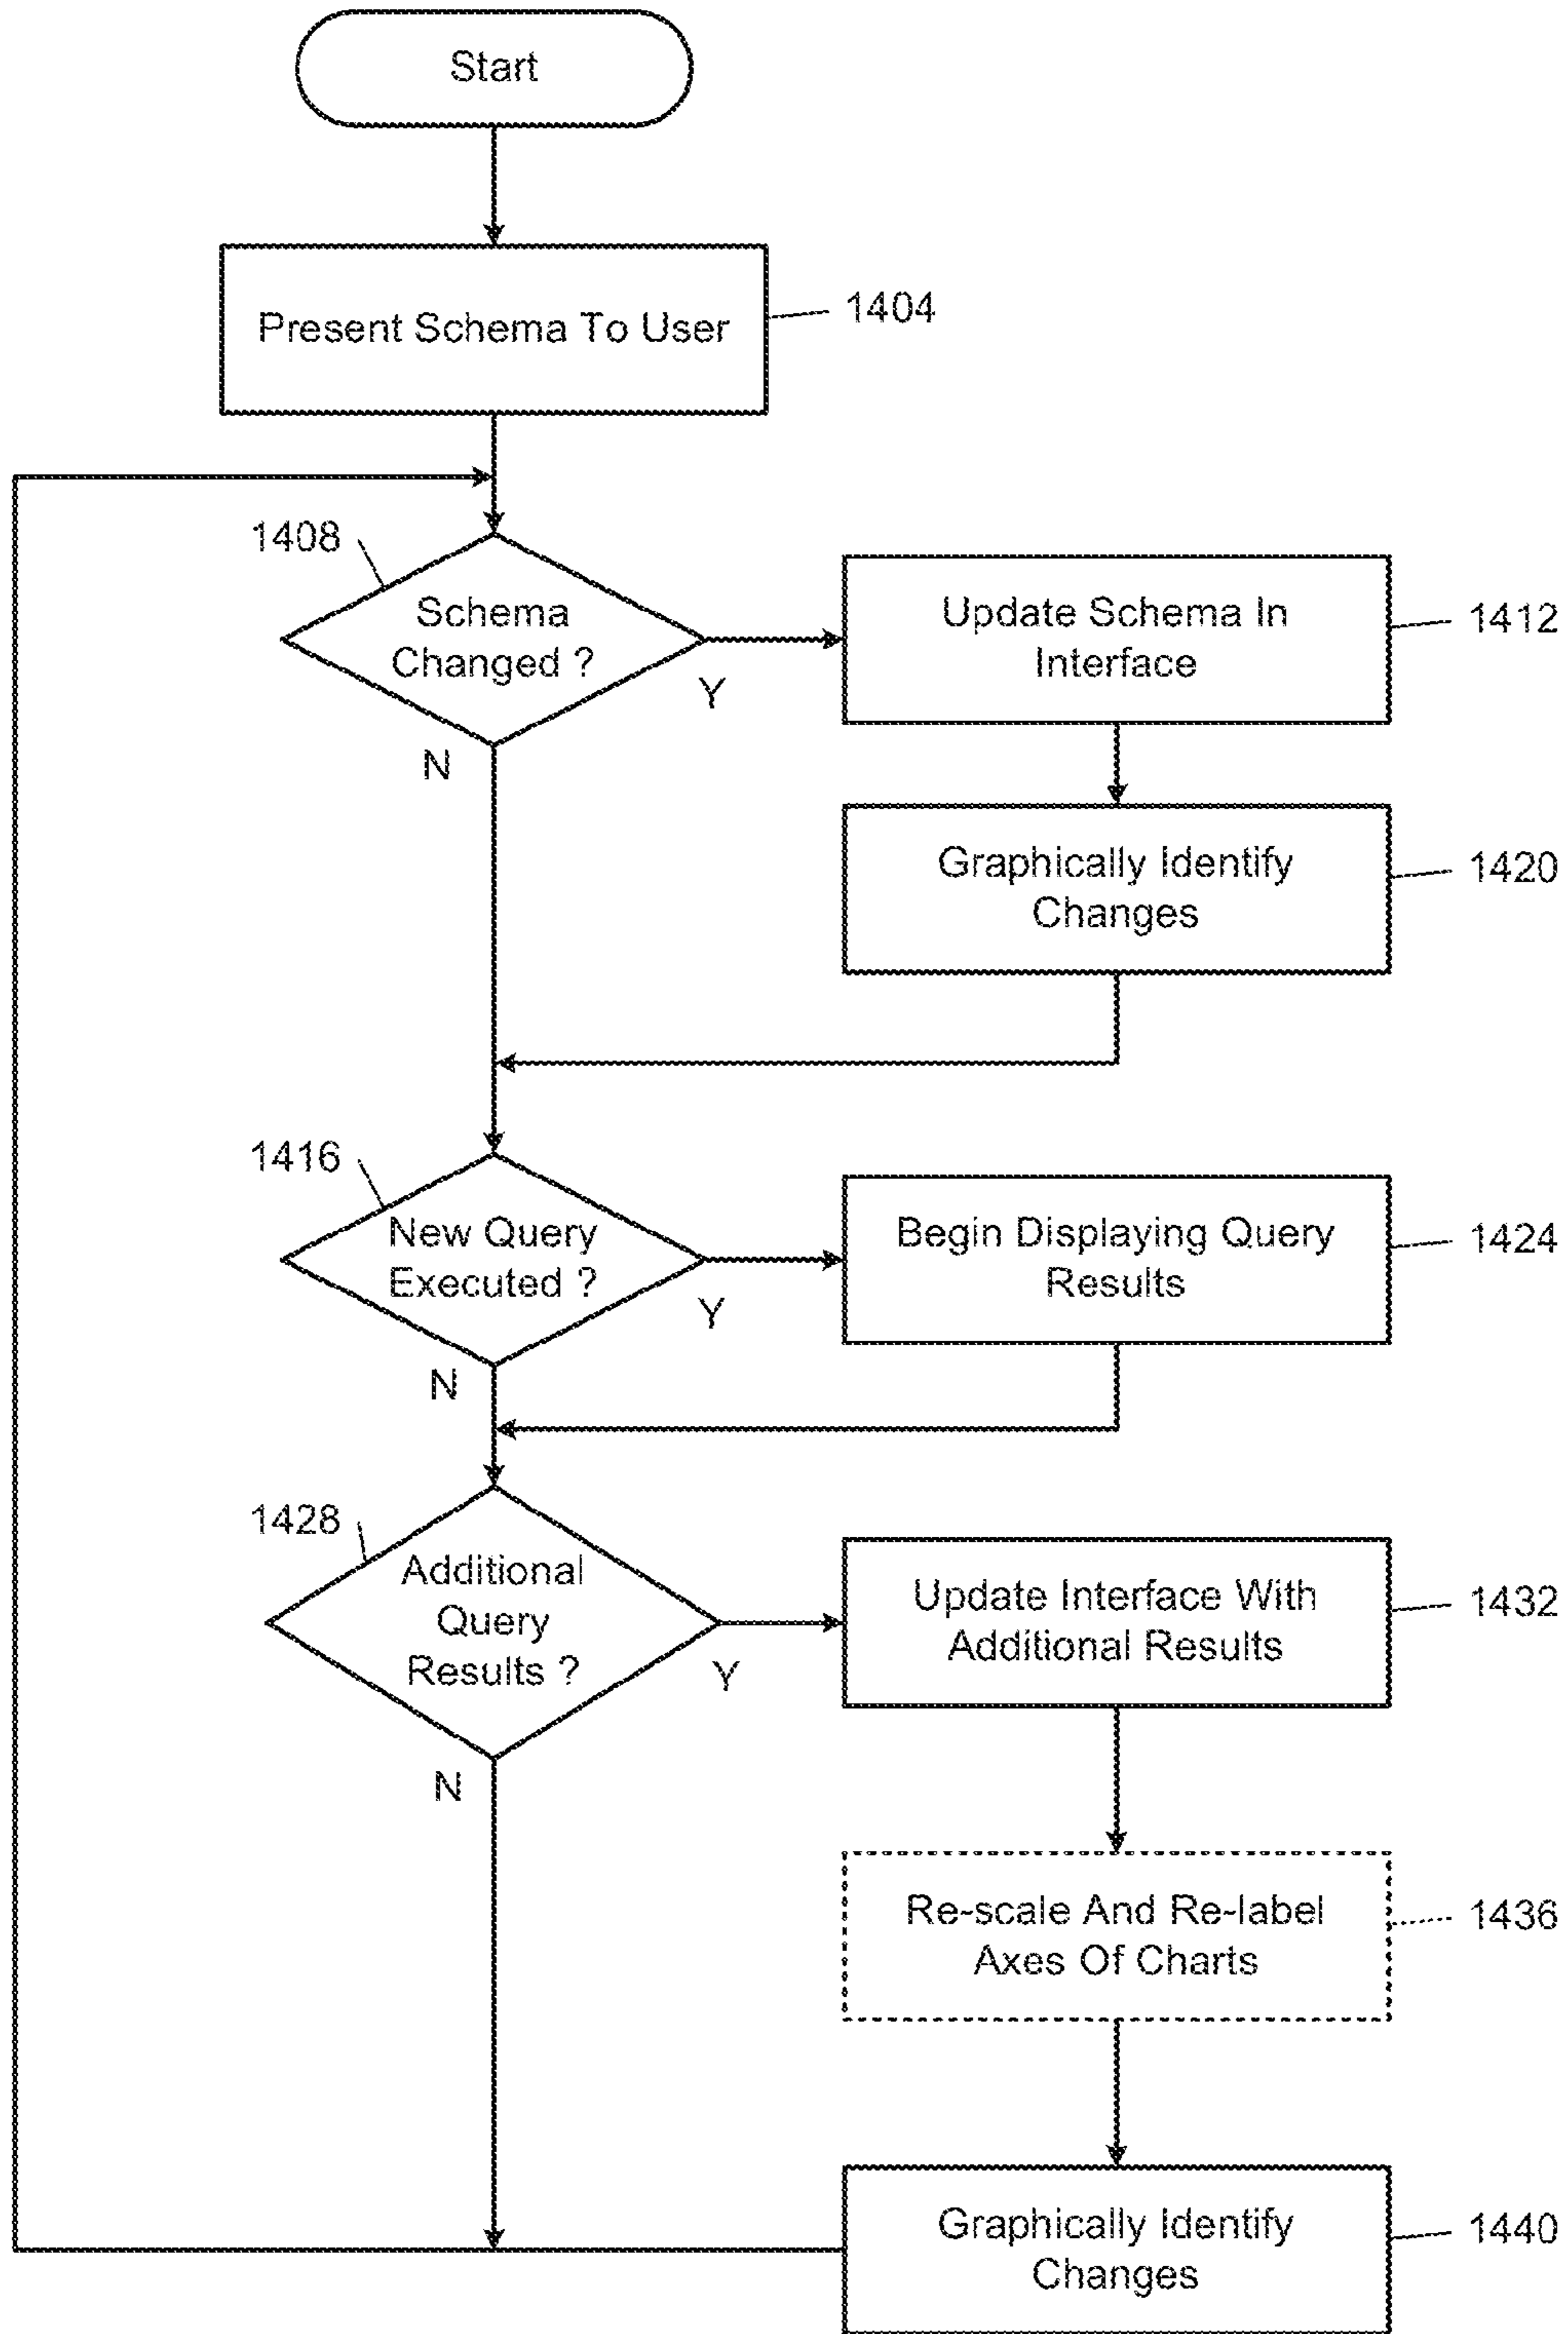 Start
Present Schema To User
1404
1408
Schema
Changed ?
Y
N
Update Schema In
Interface
1412
Graphically Identify
Changes
1420
1416
New Query
Executed ?
Y
N
Begin Displaying Query
Results
1424
1428
Additional
Query
Results ?
Y
N
Update Interface With
Additional Results
1432
Re-scale And Re-label
Axes Of Charts
1436
Graphically Identify
Changes
1440